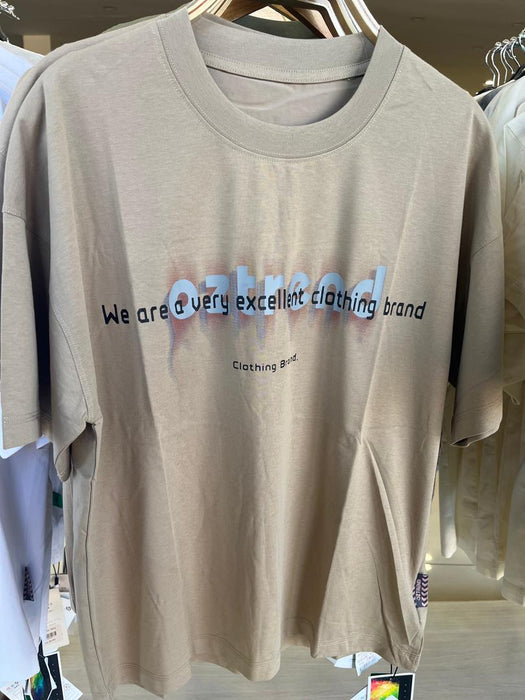 oztrend
We are a very excellent clothing brand
Clothing Brand.